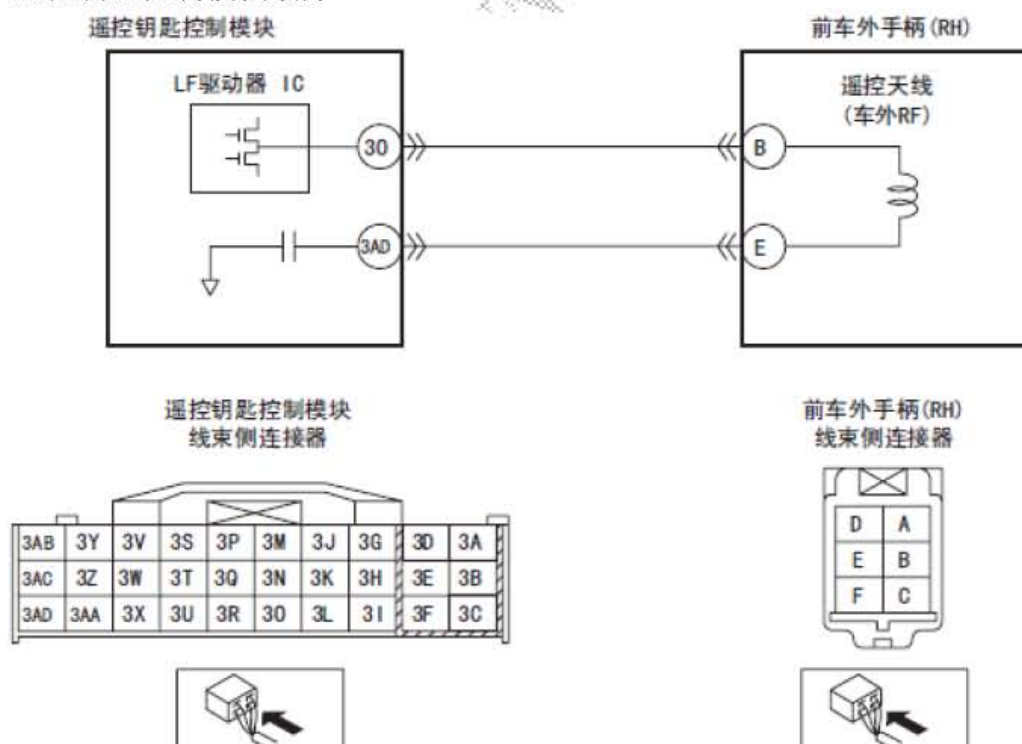 遥控钥匙控制模块
前车外手柄(RH)
LF驱动器 IC
遥控天线
(车外RF)
3O
B
3AD
E
遥控钥匙控制模块
线束侧连接器
前车外手柄(RH)
线束侧连接器
3AB 3Y 3V 3S 3P 3M 3J 3G 3D 3A
3AC 3Z 3W 3T 3Q 3N 3K 3H 3E 3B
3AD 3AA 3X 3U 3R 3O 3L 3I 3F 3C
D A
E B
F C